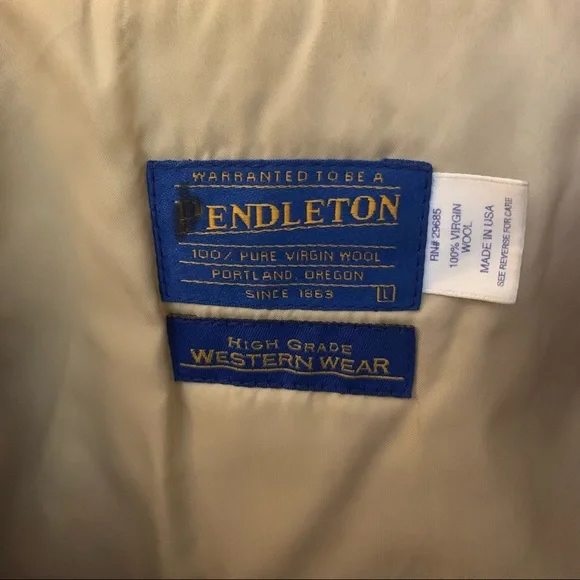 WARRANTED TO BE A
PENDLETON
100% PURE VIRGIN WOOL
PORTLAND, OREGON
SINCE 1863 L
HIGH GRADE
WESTERN WEAR
RN# 29685
100% VIRGIN
WOOL
MADE IN USA
SEE REVERSE FOR CARE